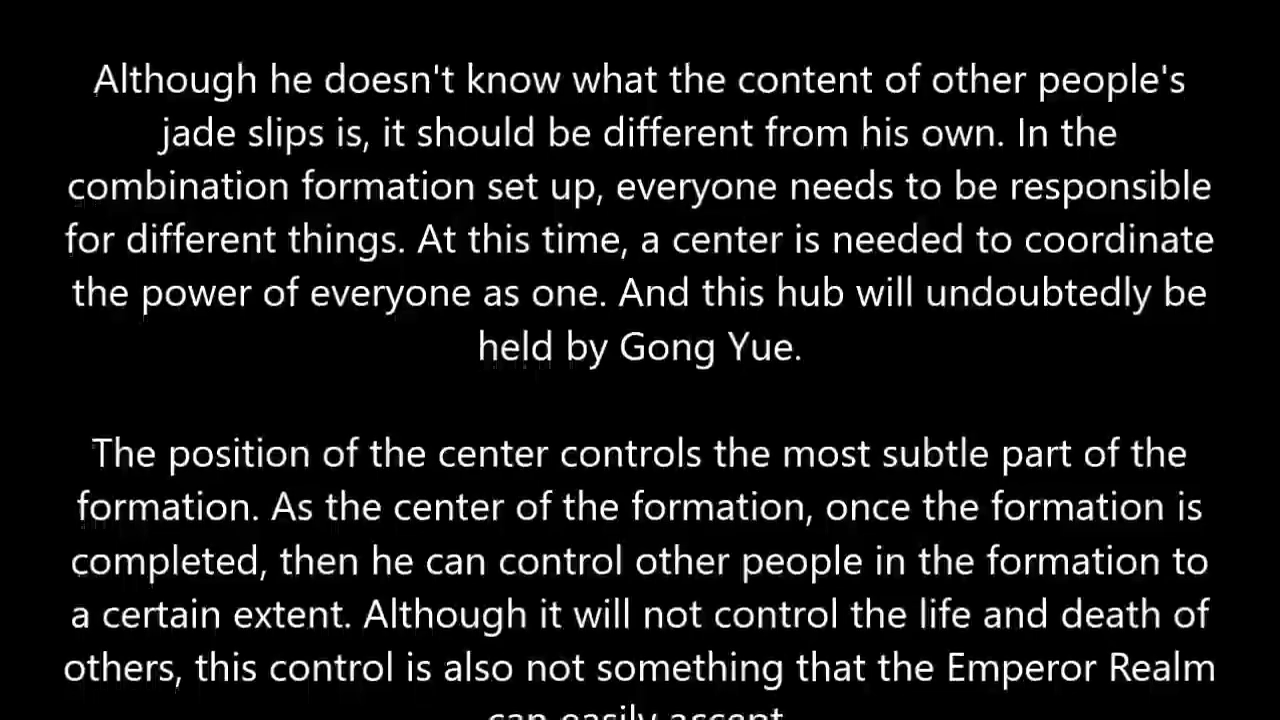 Although he doesn't know what the content of other people's
jade slips is, it should be different from his own. In the
combination formation set up, everyone needs to be responsible
for different things. At this time, a center is needed to coordinate
the power of everyone as one. And this hub will undoubtedly be
held by Gong Yue.
The position of the center controls the most subtle part of the
formation. As the center of the formation, once the formation is
completed, then he can control other people in the formation to
a certain extent. Although it will not control the life and death of
others, this control is also not something that the Emperor Realm
can easily accept